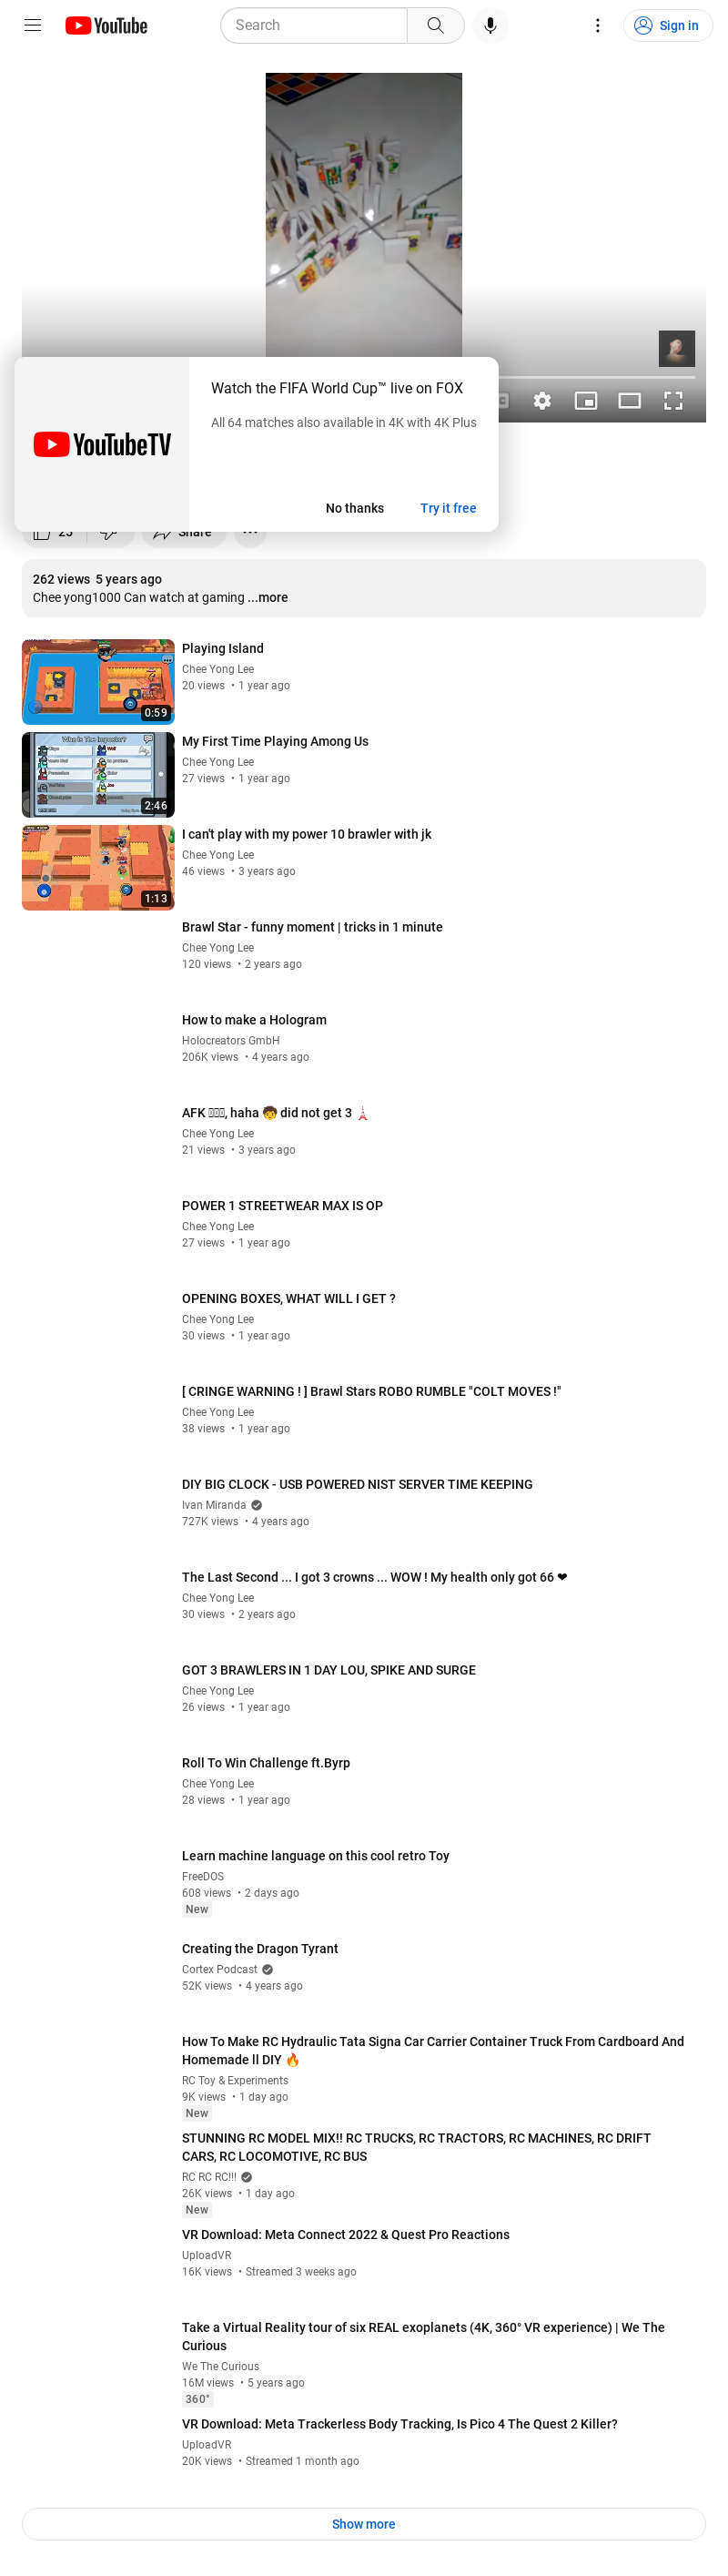 YouTube
Search
Sign in
Watch the FIFA World Cup™ live on FOX
All 64 matches also available in 4K with 4K Plus
YouTubeTV
No thanks
Try it free
25
Share
262 views 5 years ago
Chee yong1000 Can watch at gaming ...more
Playing Island
Chee Yong Lee
20 views • 1 year ago
0:59
My First Time Playing Among Us
Chee Yong Lee
27 views • 1 year ago
Who Is The Impostor?
2:46
I can't play with my power 10 brawler with jk
Chee Yong Lee
46 views • 3 years ago
1:13
Brawl Star - funny moment | tricks in 1 minute
Chee Yong Lee
120 views • 2 years ago
How to make a Hologram
Holocreators GmbH
206K views • 4 years ago
AFK , haha 🧒 did not get 3 🗼
Chee Yong Lee
21 views • 3 years ago
POWER 1 STREETWEAR MAX IS OP
Chee Yong Lee
27 views • 1 year ago
OPENING BOXES, WHAT WILL I GET ?
Chee Yong Lee
30 views • 1 year ago
[ CRINGE WARNING ! ] Brawl Stars ROBO RUMBLE "COLT MOVES !"
Chee Yong Lee
38 views • 1 year ago
DIY BIG CLOCK - USB POWERED NIST SERVER TIME KEEPING
Ivan Miranda
727K views • 4 years ago
The Last Second ... I got 3 crowns ... WOW ! My health only got 66 ❤
Chee Yong Lee
30 views • 2 years ago
GOT 3 BRAWLERS IN 1 DAY LOU, SPIKE AND SURGE
Chee Yong Lee
26 views • 1 year ago
Roll To Win Challenge ft.Byrp
Chee Yong Lee
28 views • 1 year ago
Learn machine language on this cool retro Toy
FreeDOS
608 views • 2 days ago
New
Creating the Dragon Tyrant
Cortex Podcast
52K views • 4 years ago
How To Make RC Hydraulic Tata Signa Car Carrier Container Truck From Cardboard And
Homemade ll DIY 🔥
RC Toy & Experiments
9K views • 1 day ago
New
STUNNING RC MODEL MIX!! RC TRUCKS, RC TRACTORS, RC MACHINES, RC DRIFT
CARS, RC LOCOMOTIVE, RC BUS
RC RC RC!!!
26K views • 1 day ago
New
VR Download: Meta Connect 2022 & Quest Pro Reactions
UploadVR
16K views • Streamed 3 weeks ago
Take a Virtual Reality tour of six REAL exoplanets (4K, 360° VR experience) | We The
Curious
We The Curious
16M views • 5 years ago
360°
VR Download: Meta Trackerless Body Tracking, Is Pico 4 The Quest 2 Killer?
UploadVR
20K views • Streamed 1 month ago
Show more